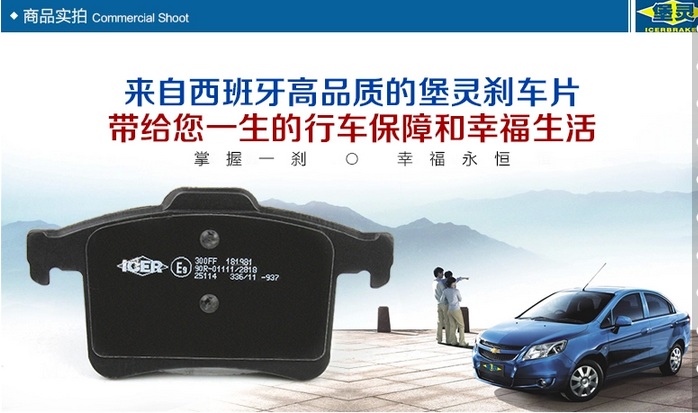 商品实拍 Commercial Shoot
堡灵
ICERBRAKE
来自西班牙高品质的堡灵刹车片
带给您一生的行车保障和幸福生活
掌握一刹 ○ 幸福永恒
ICER E9 300FF 181981
90R-01111/2818
25114 336/11 -937